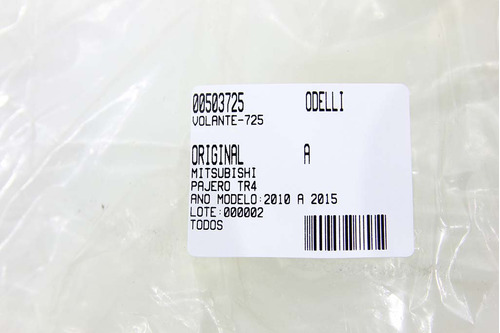 00503725 ODELLI
VOLANTE-725
ORIGINAL A
MITSUBISHI
PAJERO TR4
ANO MODELO:2010 A 2015
LOTE:000002
TODOS